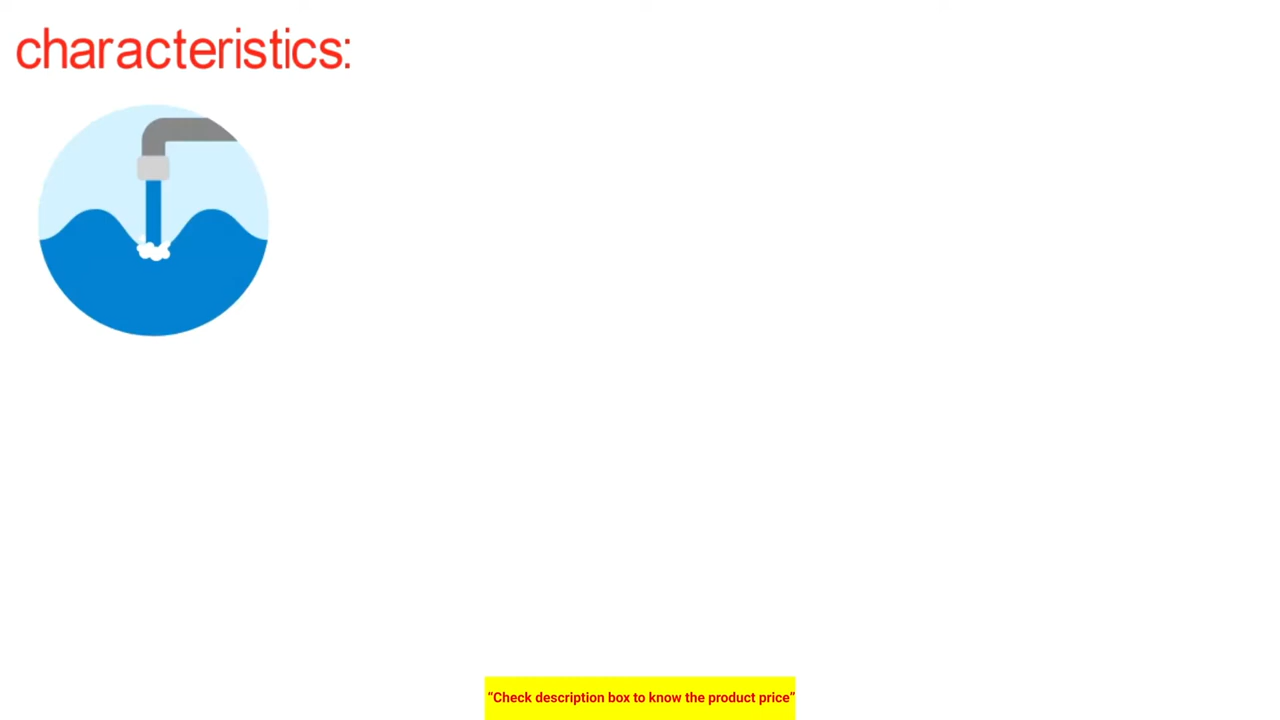 characteristics:
“Check description box to know the product price”